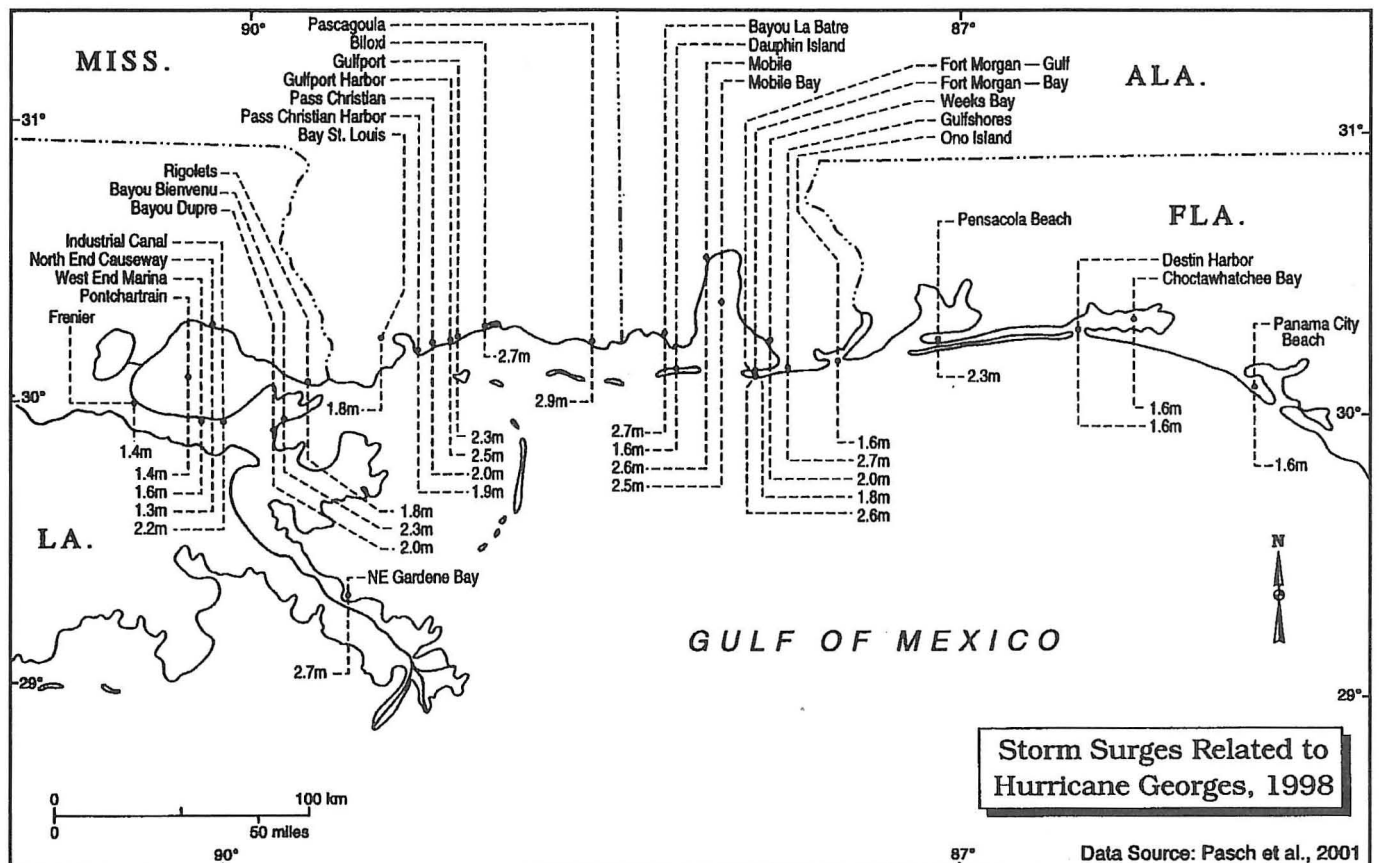 90°
87°
MISS.
ALA.
FLA.
LA.
31°
31°
30°
30°
29°
29°
Pascagoula
Biloxi
Gulfport
Gulfport Harbor
Pass Christian
Pass Christian Harbor
Bay St. Louis
Rigolets
Bayou Bienvenu
Bayou Dupre
Industrial Canal
North End Causeway
West End Marina
Pontchartrain
Frenier
Bayou La Batre
Dauphin Island
Mobile
Mobile Bay
Fort Morgan — Gulf
Fort Morgan — Bay
Weeks Bay
Gulfshores
Ono Island
Pensacola Beach
Destin Harbor
Choctawhatchee Bay
Panama City
Beach
2.7m
1.8m
2.9m
2.3m
2.3m
2.5m
2.0m
1.9m
2.7m
1.6m
2.6m
2.5m
1.6m
2.7m
2.0m
1.8m
2.6m
1.6m
1.6m
1.6m
1.4m
1.4m
1.6m
1.3m
2.2m
1.8m
2.3m
2.0m
NE Gardene Bay
2.7m
N
GULF OF MEXICO
Storm Surges Related to
Hurricane Georges, 1998
0 100 km
0 50 miles
90°
87°
Data Source: Pasch et al., 2001